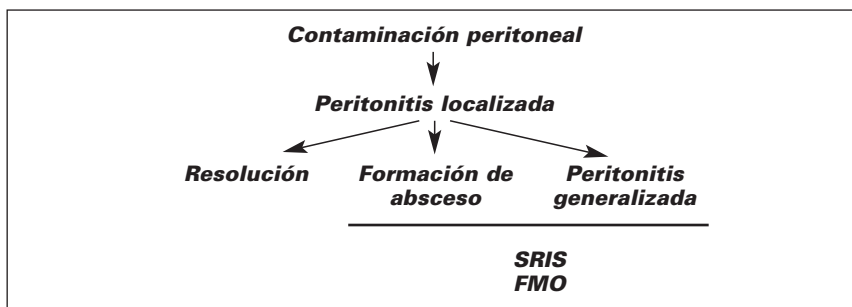 Contaminación peritoneal
Peritonitis localizada
Resolución
Formación de
absceso
Peritonitis
generalizada
SRIS
FMO